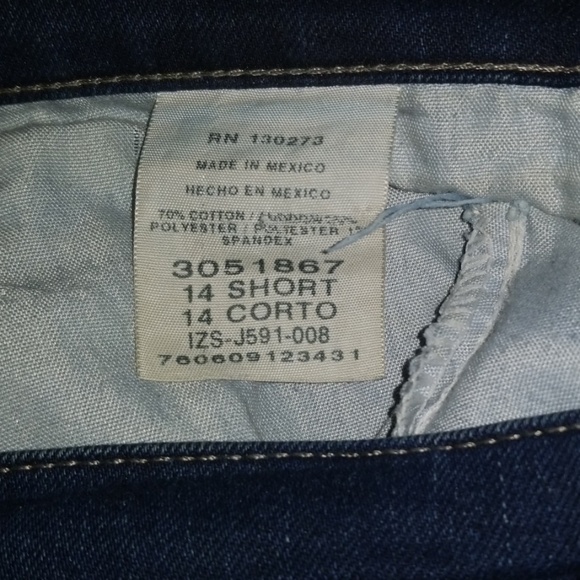 RN 130273
MADE IN MEXICO
HECHO EN MEXICO
70% COTTON /
POLYESTER / POLYESTER
SPANDEX
3051867
14 SHORT
14 CORTO
IZS-J591-008
760609123431